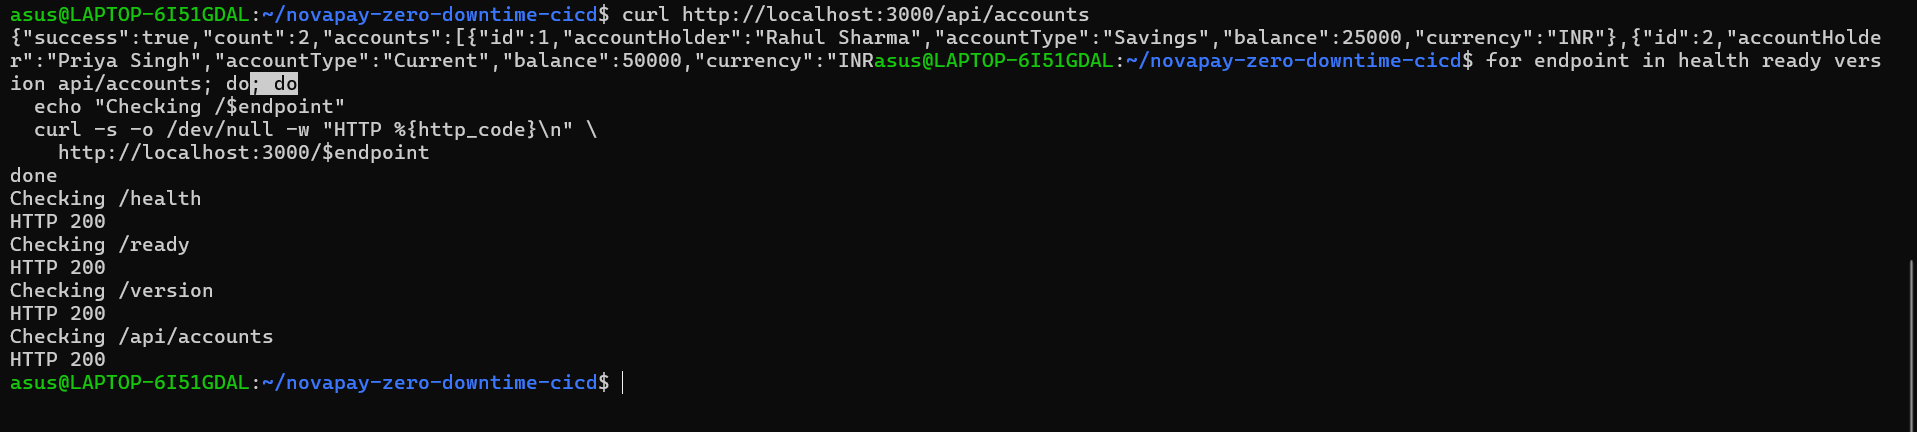 asus@LAPTOP-6I51GDAL:~/novapay-zero-downtime-cicd$ curl http://localhost:3000/api/accounts
{"success":true,"count":2,"accounts":[{"id":1,"accountHolder":"Rahul Sharma","accountType":"Savings","balance":25000,"currency":"INR"},{"id":2,"accountHolde
r":"Priya Singh","accountType":"Current","balance":50000,"currency":"INRasus@LAPTOP-6I51GDAL:~/novapay-zero-downtime-cicd$ for endpoint in health ready vers
ion api/accounts; do; do
  echo "Checking /$endpoint"
  curl -s -o /dev/null -w "HTTP %{http_code}\n" \
    http://localhost:3000/$endpoint
done
Checking /health
HTTP 200
Checking /ready
HTTP 200
Checking /version
HTTP 200
Checking /api/accounts
HTTP 200
asus@LAPTOP-6I51GDAL:~/novapay-zero-downtime-cicd$